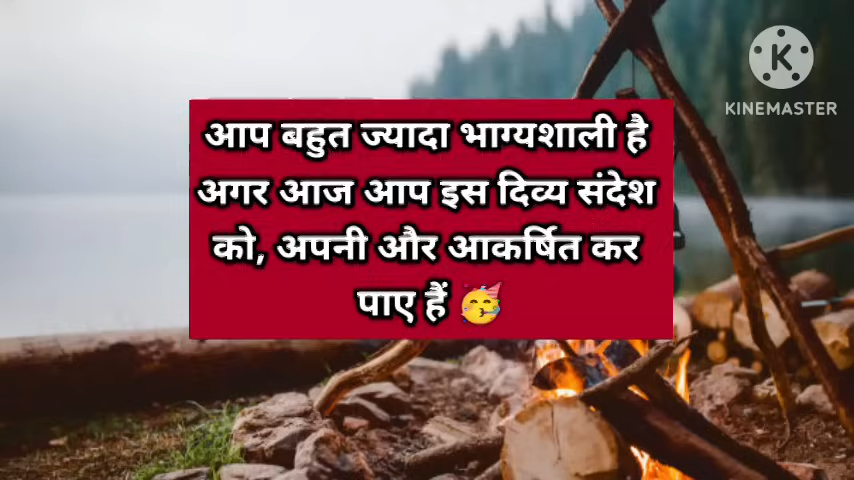 KINEMASTER
आप बहुत ज्यादा भाग्यशाली है
अगर आज आप इस दिव्य संदेश
को, अपनी और आकर्षित कर
पाए हैं 🥳